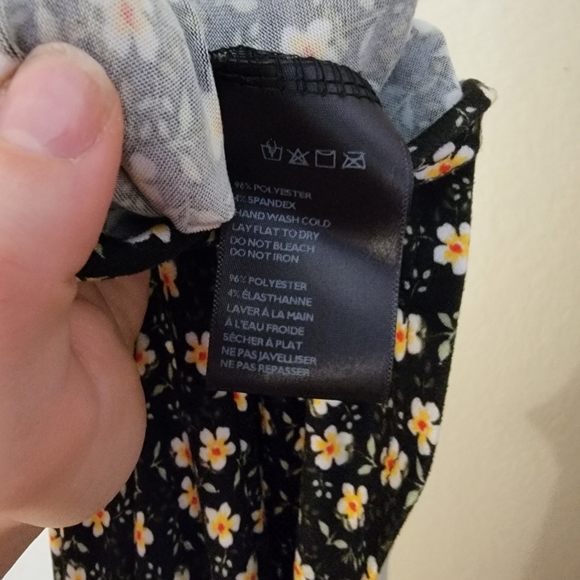 96% POLYESTER
4% SPANDEX
HAND WASH COLD
LAY FLAT TO DRY
DO NOT BLEACH
DO NOT IRON
96% POLYESTER
4% ÉLASTHANNE
LAVER À LA MAIN
À L'EAU FROIDE
SÉCHER À PLAT
NE PAS JAVELLISER
NE PAS REPASSER